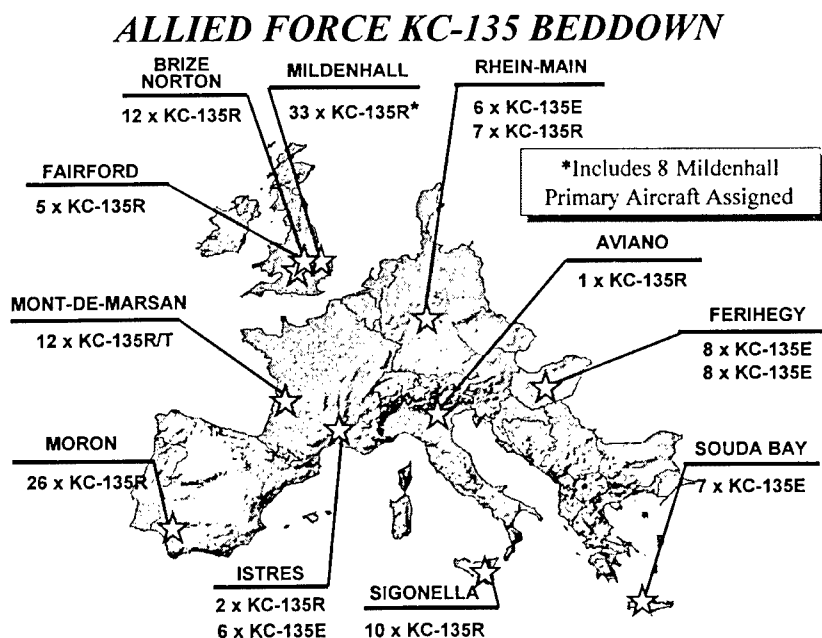 ALLIED FORCE KC-135 BEDDOWN
BRIZE
NORTON
12 x KC-135R
MILDENHALL
33 x KC-135R*
RHEIN-MAIN
6 x KC-135E
7 x KC-135R
*Includes 8 Mildenhall
Primary Aircraft Assigned
FAIRFORD
5 x KC-135R
AVIANO
1 x KC-135R
MONT-DE-MARSAN
12 x KC-135R/T
FERIHEGY
8 x KC-135E
8 x KC-135E
MORON
26 x KC-135R
SOUDA BAY
7 x KC-135E
ISTRES
2 x KC-135R
6 x KC-135E
SIGONELLA
10 x KC-135R